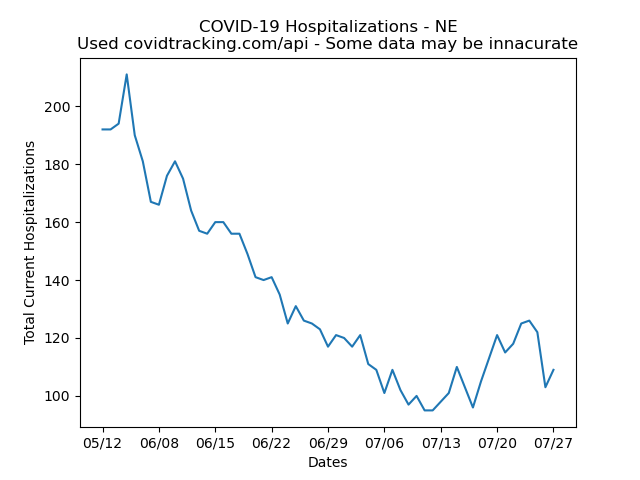 COVID-19 Hospitalizations - NE
Used covidtracking.com/api - Some data may be innacurate
Total Current Hospitalizations
200
180
160
140
120
100
05/12 06/08 06/15 06/22 06/29 07/06 07/13 07/20 07/27
Dates